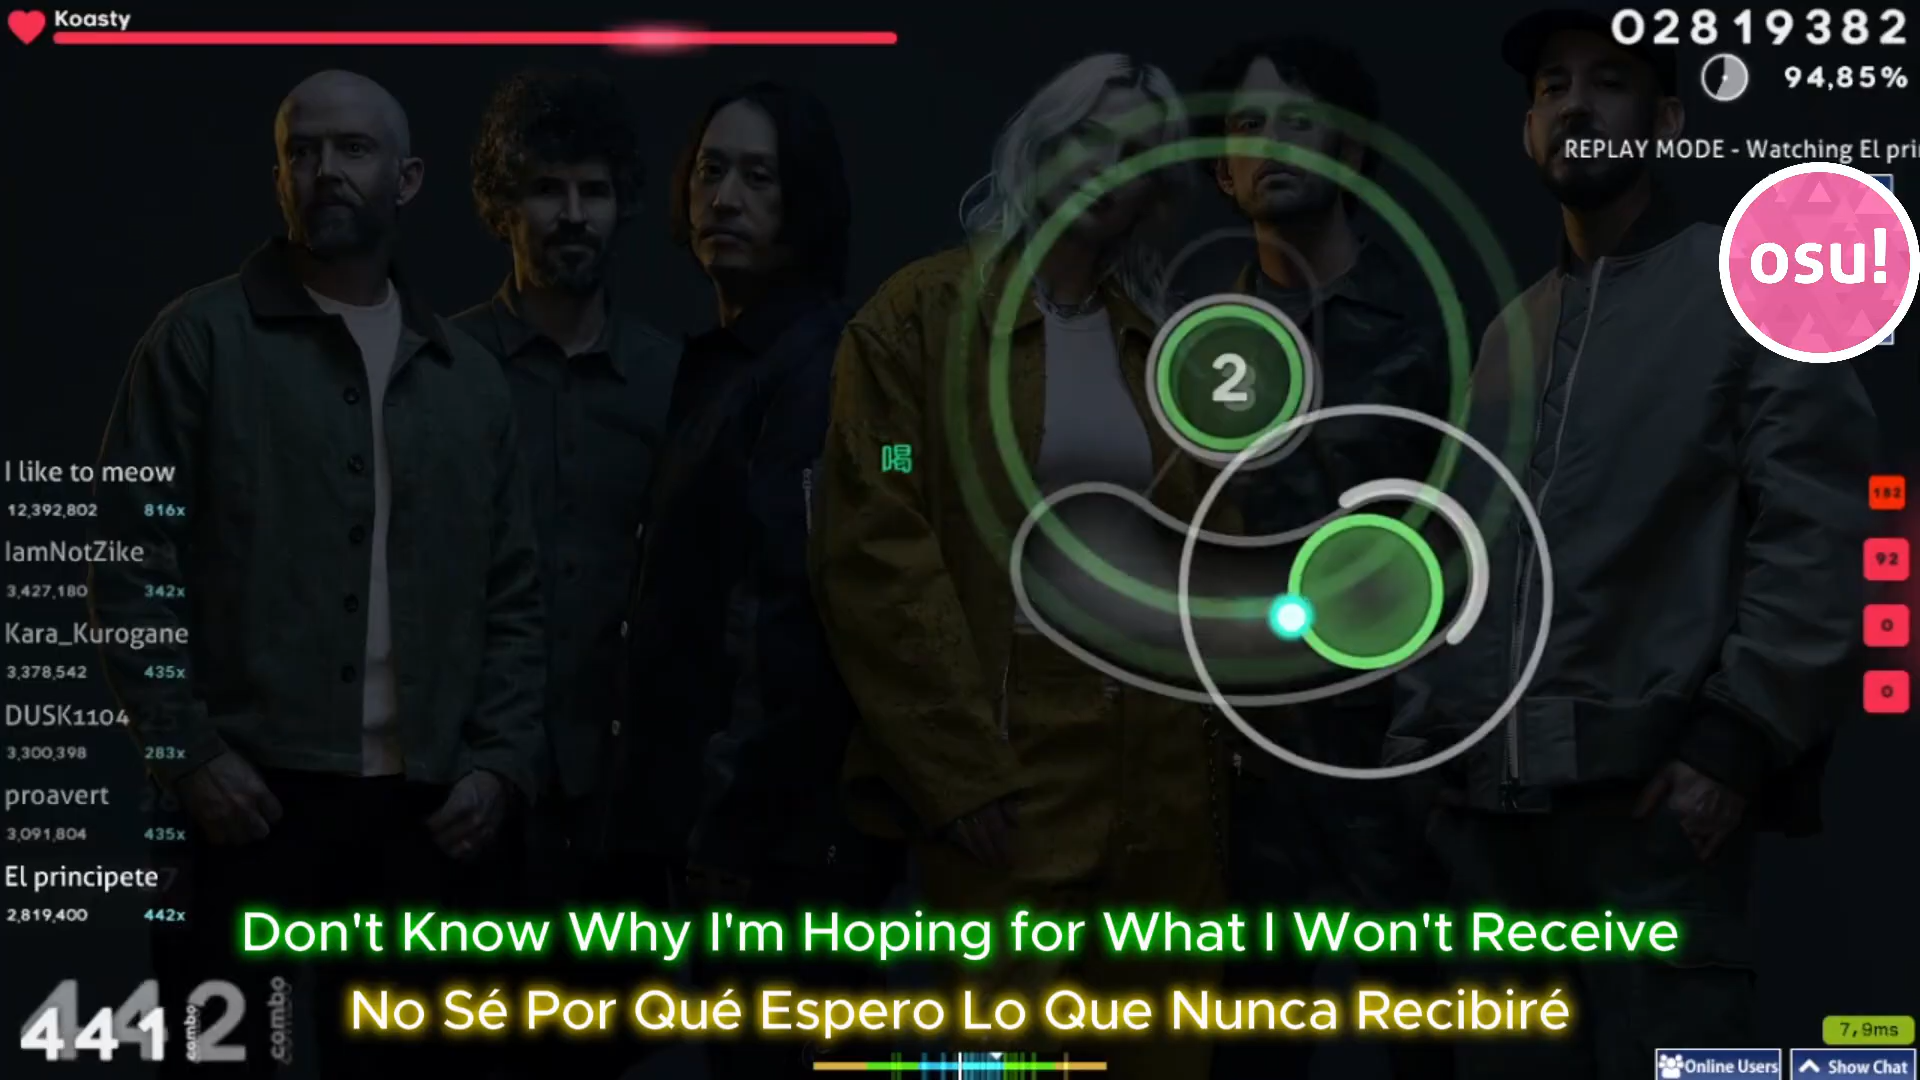 Koasty
02819382
94,85%
REPLAY MODE - Watching El pri
osu!
2
喝
I like to meow
12,392,802 816x
IamNotZike
3,427,180 342x
Kara_Kurogane
3,378,542 435x
DUSK1104
3,300,398 283x
proavert
3,091,804 435x
El principete
2,819,400 442x
182
92
0
0
Don't Know Why I'm Hoping for What I Won't Receive
No Sé Por Qué Espero Lo Que Nunca Recibiré
442 combo
441 combo
7,9ms
Online Users
Show Chat